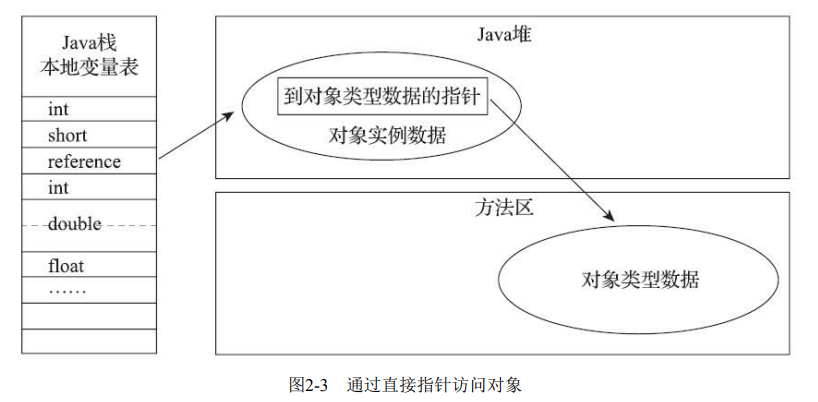 Java栈
本地变量表
int
short
reference
int
double
float
……
Java堆
到对象类型数据的指针
对象实例数据
方法区
对象类型数据
图2-3 通过直接指针访问对象